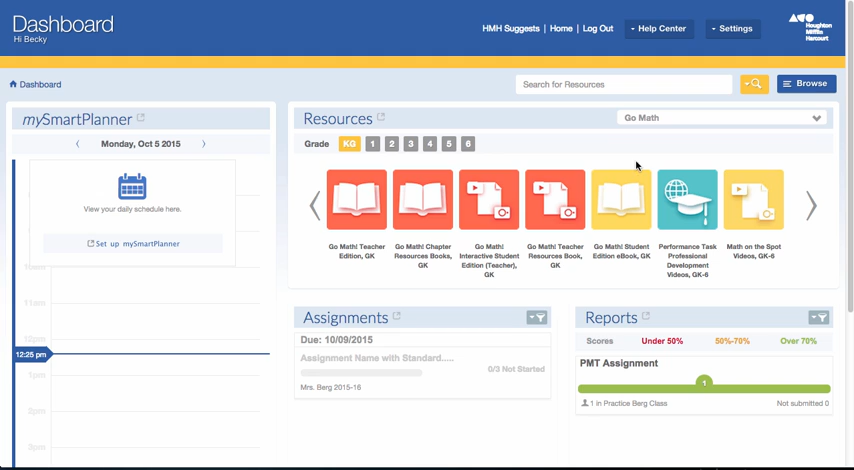 Dashboard
Hi Becky
HMH Suggests | Home | Log Out
Help Center
Settings
Houghton
Mifflin
Harcourt
Dashboard
Search for Resources
Browse
mySmartPlanner
Monday, Oct 5 2015
View your daily schedule here.
Set up mySmartPlanner
11am
12pm
12:25 pm
1pm
2pm
3pm
Resources
Go Math
Grade KG 1 2 3 4 5 6
Go Math! Teacher
Edition, GK
Go Math! Chapter
Resources Books,
GK
Go Math!
Interactive Student
Edition (Teacher),
GK
Go Math! Teacher
Resources Book,
GK
Go Math! Student
Edition eBook, GK
Performance Task
Professional
Development
Videos, GK-6
Math on the Spot
Videos, GK-6
Assignments
Due: 10/09/2015
Assignment Name with Standard.....
0/3 Not Started
Mrs. Berg 2015-16
Reports
Scores Under 50% 50%-70% Over 70%
PMT Assignment
1
1 in Practice Berg Class
Not submitted 0